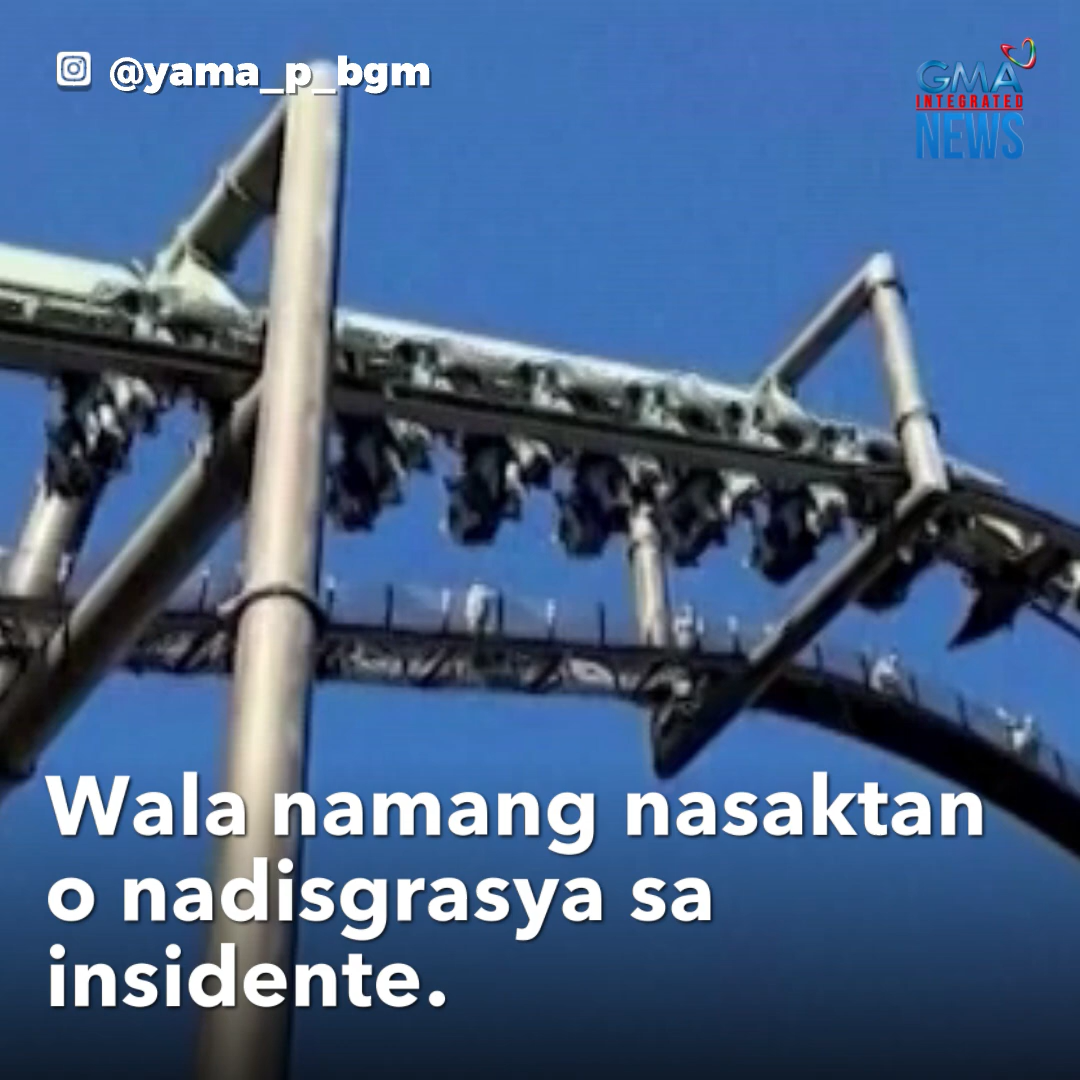 @yama_p_bgm
GMA
INTEGRATED
NEWS
Wala namang nasaktan
o nadisgrasya sa
insidente.